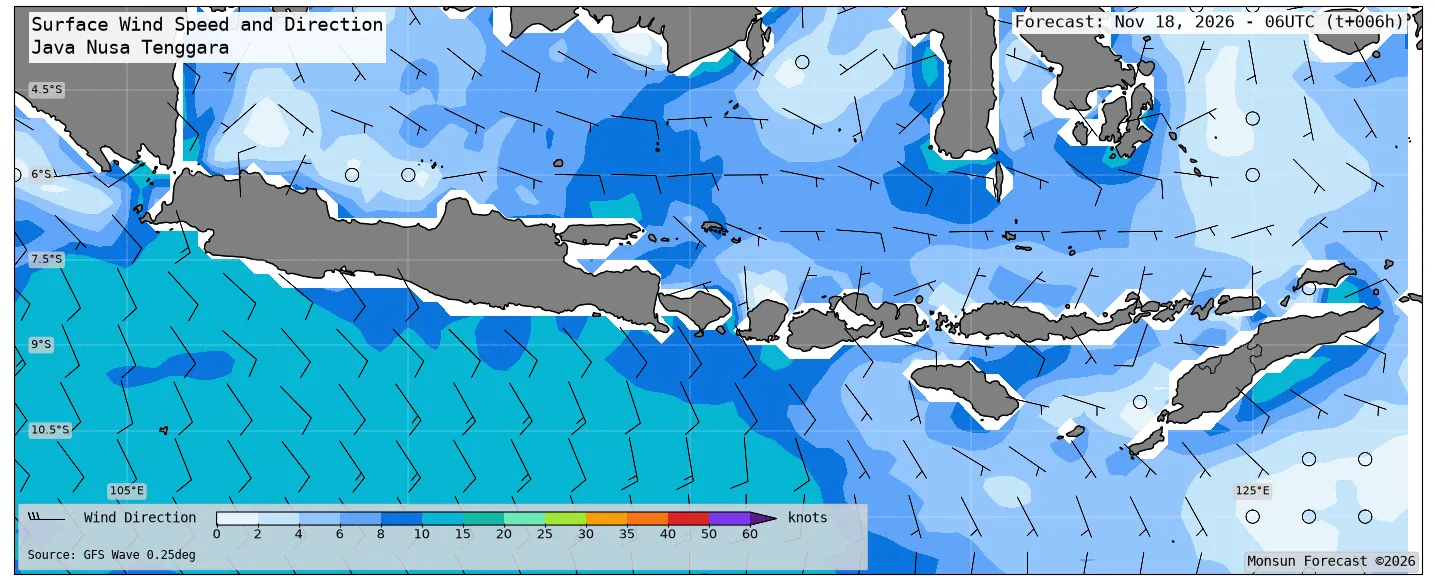 Surface Wind Speed and Direction
Java Nusa Tenggara
Forecast: Nov 18, 2026 - 06UTC (t+006h)
4.5°S
6°S
7.5°S
9°S
10.5°S
105°E
125°E
Wind Direction
0 2 4 6 8 10 15 20 25 30 35 40 50 60
knots
Source: GFS Wave 0.25deg
Monsun Forecast ©2026